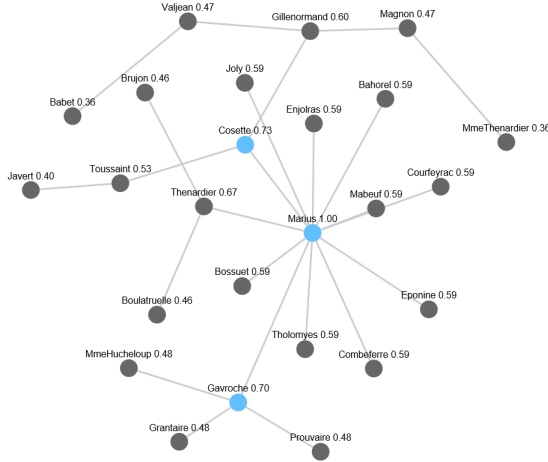 Valjean 0.47
Gillenormand 0.60
Magnon 0.47
Joly 0.59
Brujon 0.46
Bahorel 0.59
Babet 0.36
Enjolras 0.59
Cosette 0.73
MmeThenardier 0.36
Toussaint 0.53
Javert 0.40
Courfeyrac 0.59
Thenardier 0.67
Mabeuf 0.59
Marius 1.00
Bossuet 0.59
Eponine 0.59
Boulatruelle 0.46
Tholomyes 0.59
MmeHucheloup 0.48
Combeferre 0.59
Gavroche 0.70
Grantaire 0.48
Prouvaire 0.48